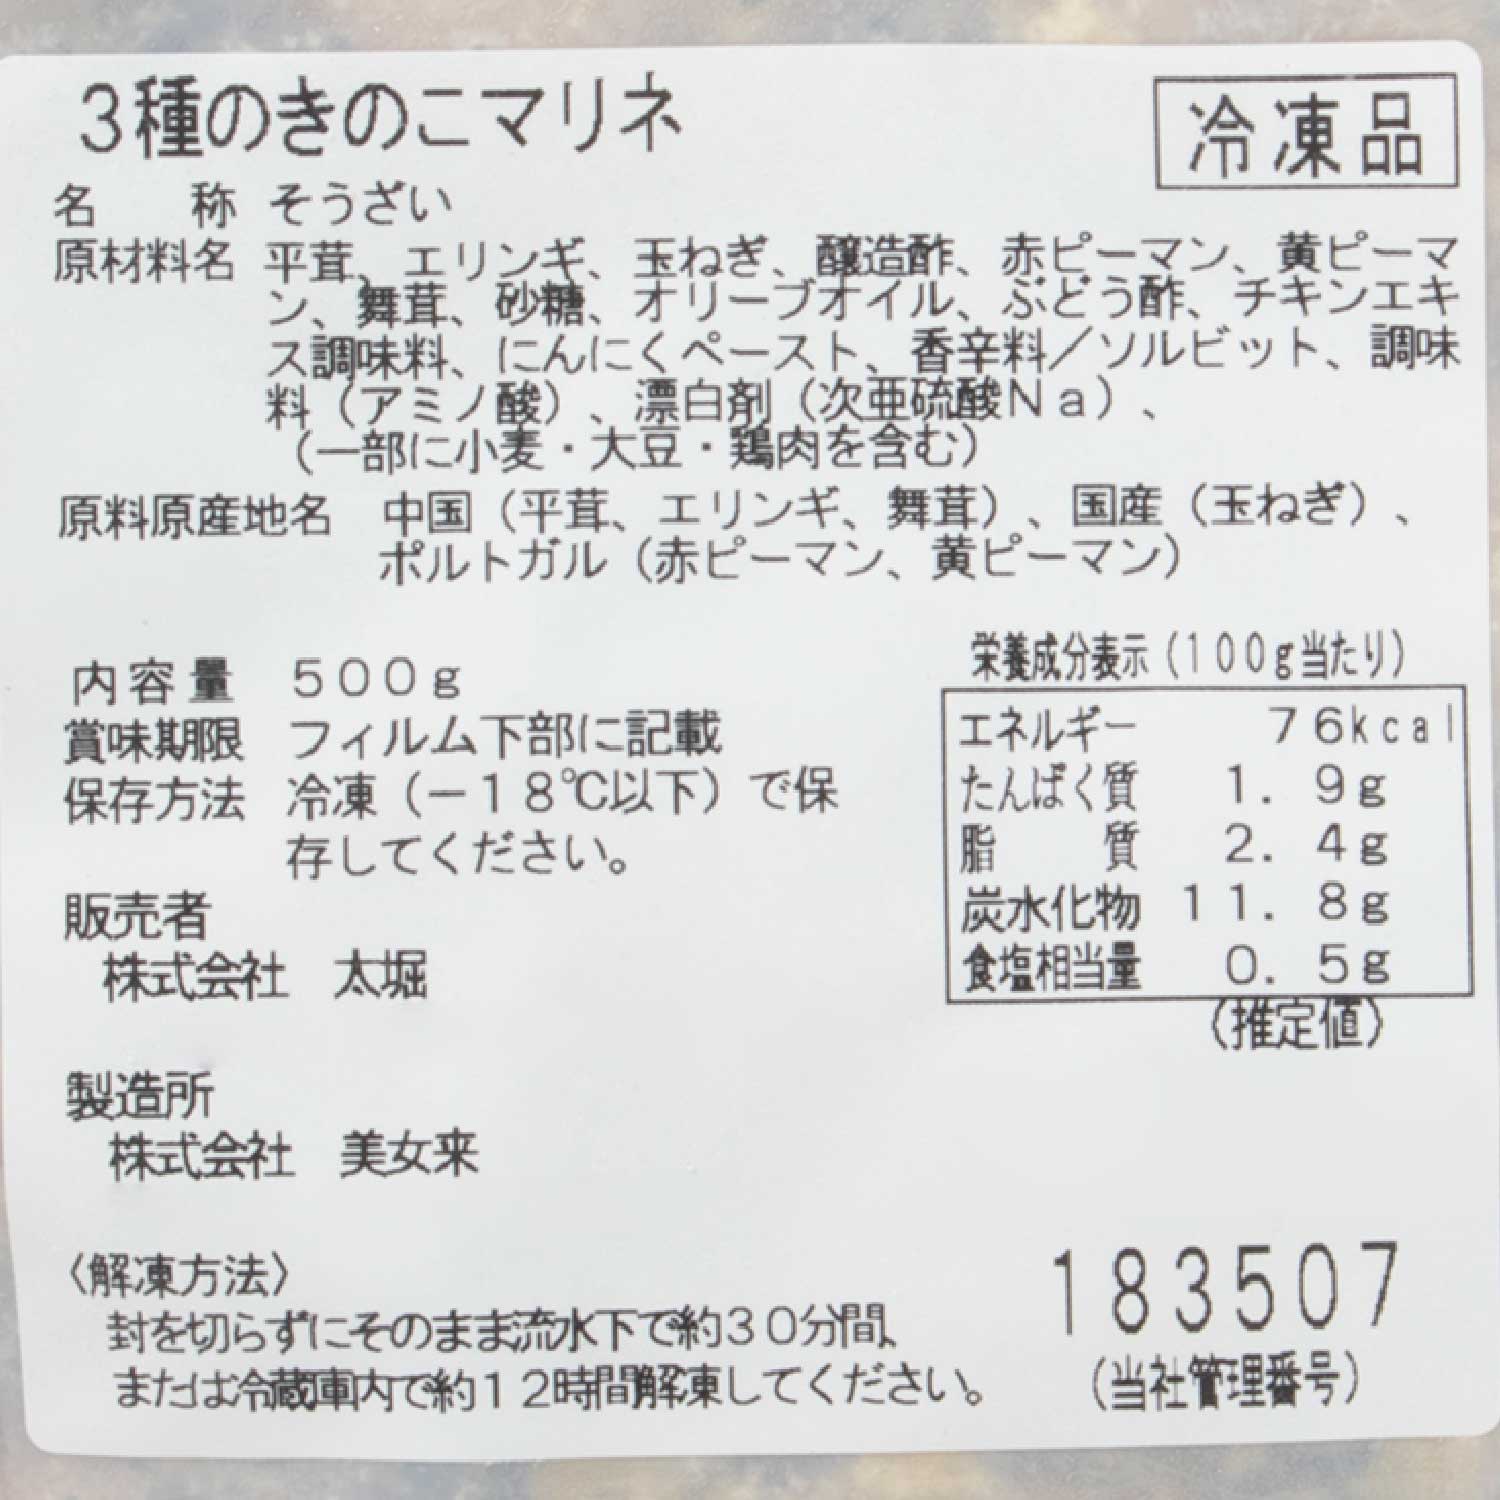 3種のきのこマリネ
冷凍品
名　　称 そうざい
原材料名 平茸、エリンギ、玉ねぎ、醸造酢、赤ピーマン、黄ピーマ
ン、舞茸、砂糖、オリーブオイル、ぶどう酢、チキンエキ
ス調味料、にんにくペースト、香辛料／ソルビット、調味
料（アミノ酸）、漂白剤（次亜硫酸Ｎａ）、
（一部に小麦・大豆・鶏肉を含む）
原料原産地名 中国（平茸、エリンギ、舞茸）、国産（玉ねぎ）、
ポルトガル（赤ピーマン、黄ピーマン）
内容量 ５００ｇ
賞味期限 フィルム下部に記載
保存方法 冷凍（－１８℃以下）で保
存してください。
販売者
株式会社　太堀
製造所
株式会社　美女来
栄養成分表示（１００ｇ当たり）
エネルギー 76kcal
たんぱく質 1．9g
脂　　質 2．4g
炭水化物 11．8g
食塩相当量 0．5g
（推定値）
〈解凍方法〉
封を切らずにそのまま流水下で約３０分間、
または冷蔵庫内で約１２時間解凍してください。
183507
（当社管理番号）